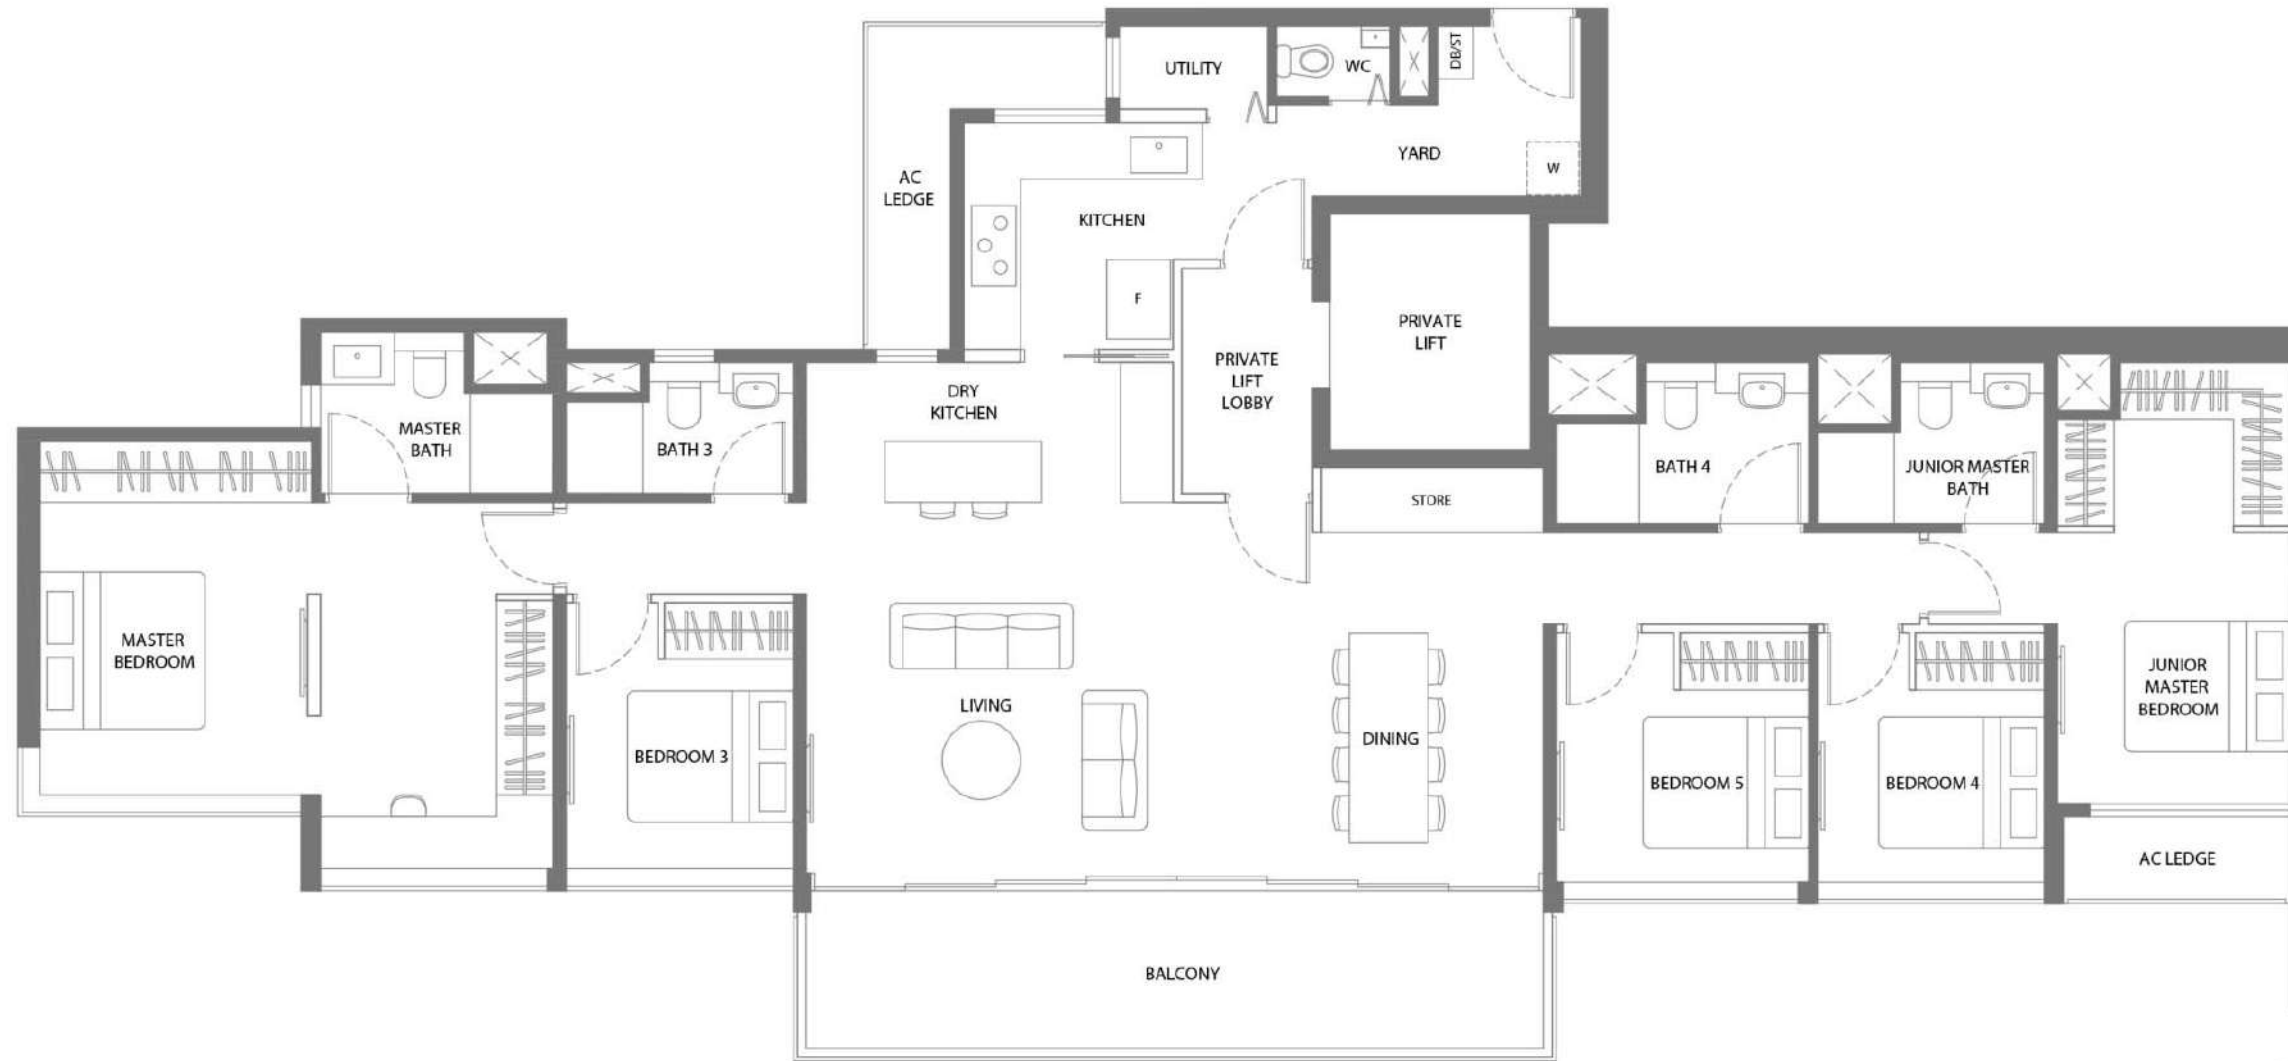 UTILITY
WC
DB/ST
YARD
W
AC
LEDGE
KITCHEN
F
PRIVATE
LIFT
PRIVATE
LIFT
LOBBY
DRY
KITCHEN
MASTER
BATH
BATH 3
STORE
BATH 4
JUNIOR MASTER
BATH
MASTER
BEDROOM
LIVING
BEDROOM 3
DINING
BEDROOM 5
BEDROOM 4
JUNIOR
MASTER
BEDROOM
AC LEDGE
BALCONY